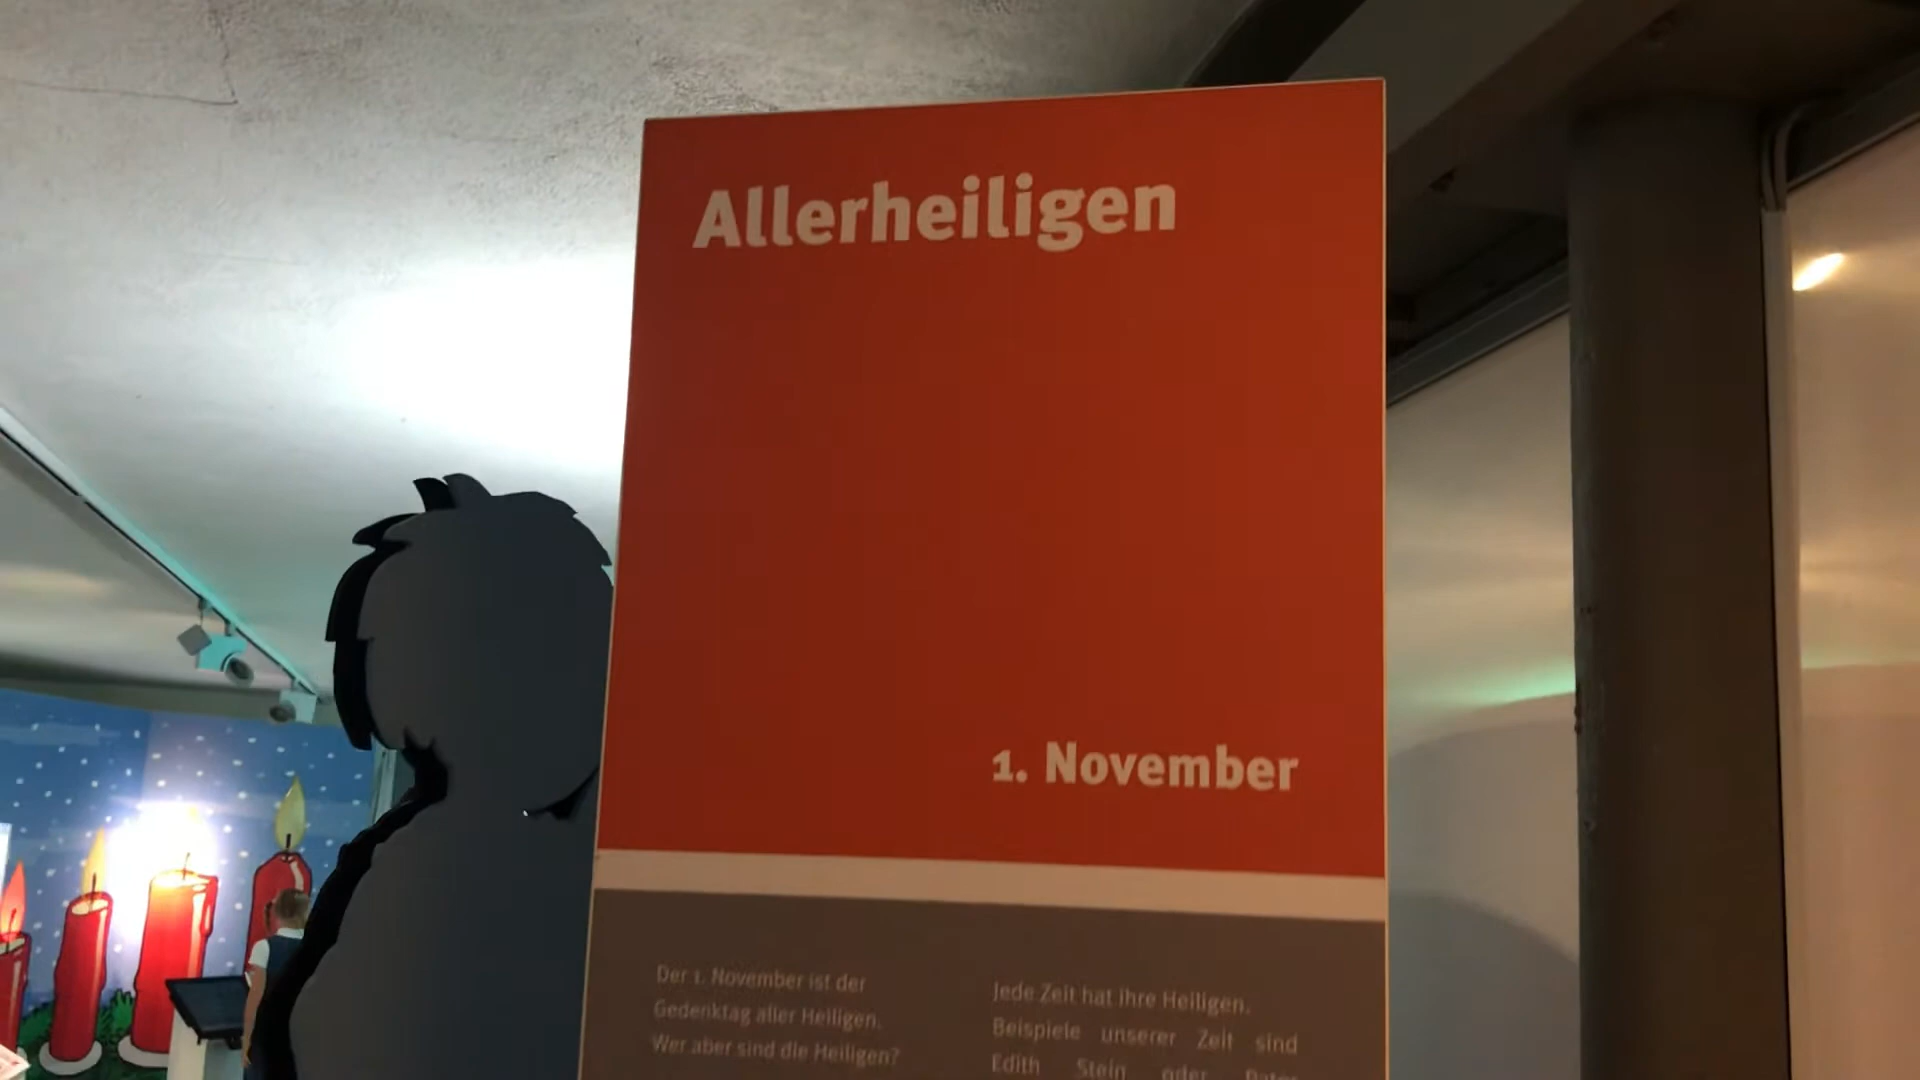 Allerheiligen
1. November
Der 1. November ist der
Gedenktag aller Heiligen.
Wer aber sind die Heiligen?
Jede Zeit hat ihre Heiligen.
Beispiele unserer Zeit sind
Edith Stein oder Pater